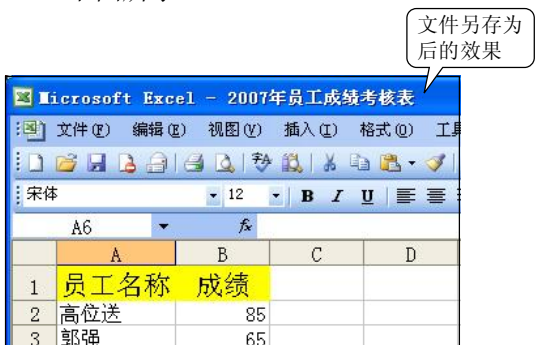 文件另存为
后的效果
Microsoft Excel - 2007年员工成绩考核表
文件(F) 编辑(E) 视图(V) 插入(I) 格式(O) 工具
宋体 12 B I U
A6 fx
A B C D
1 员工名称 成绩
2 高位送 85
3 郭强 65